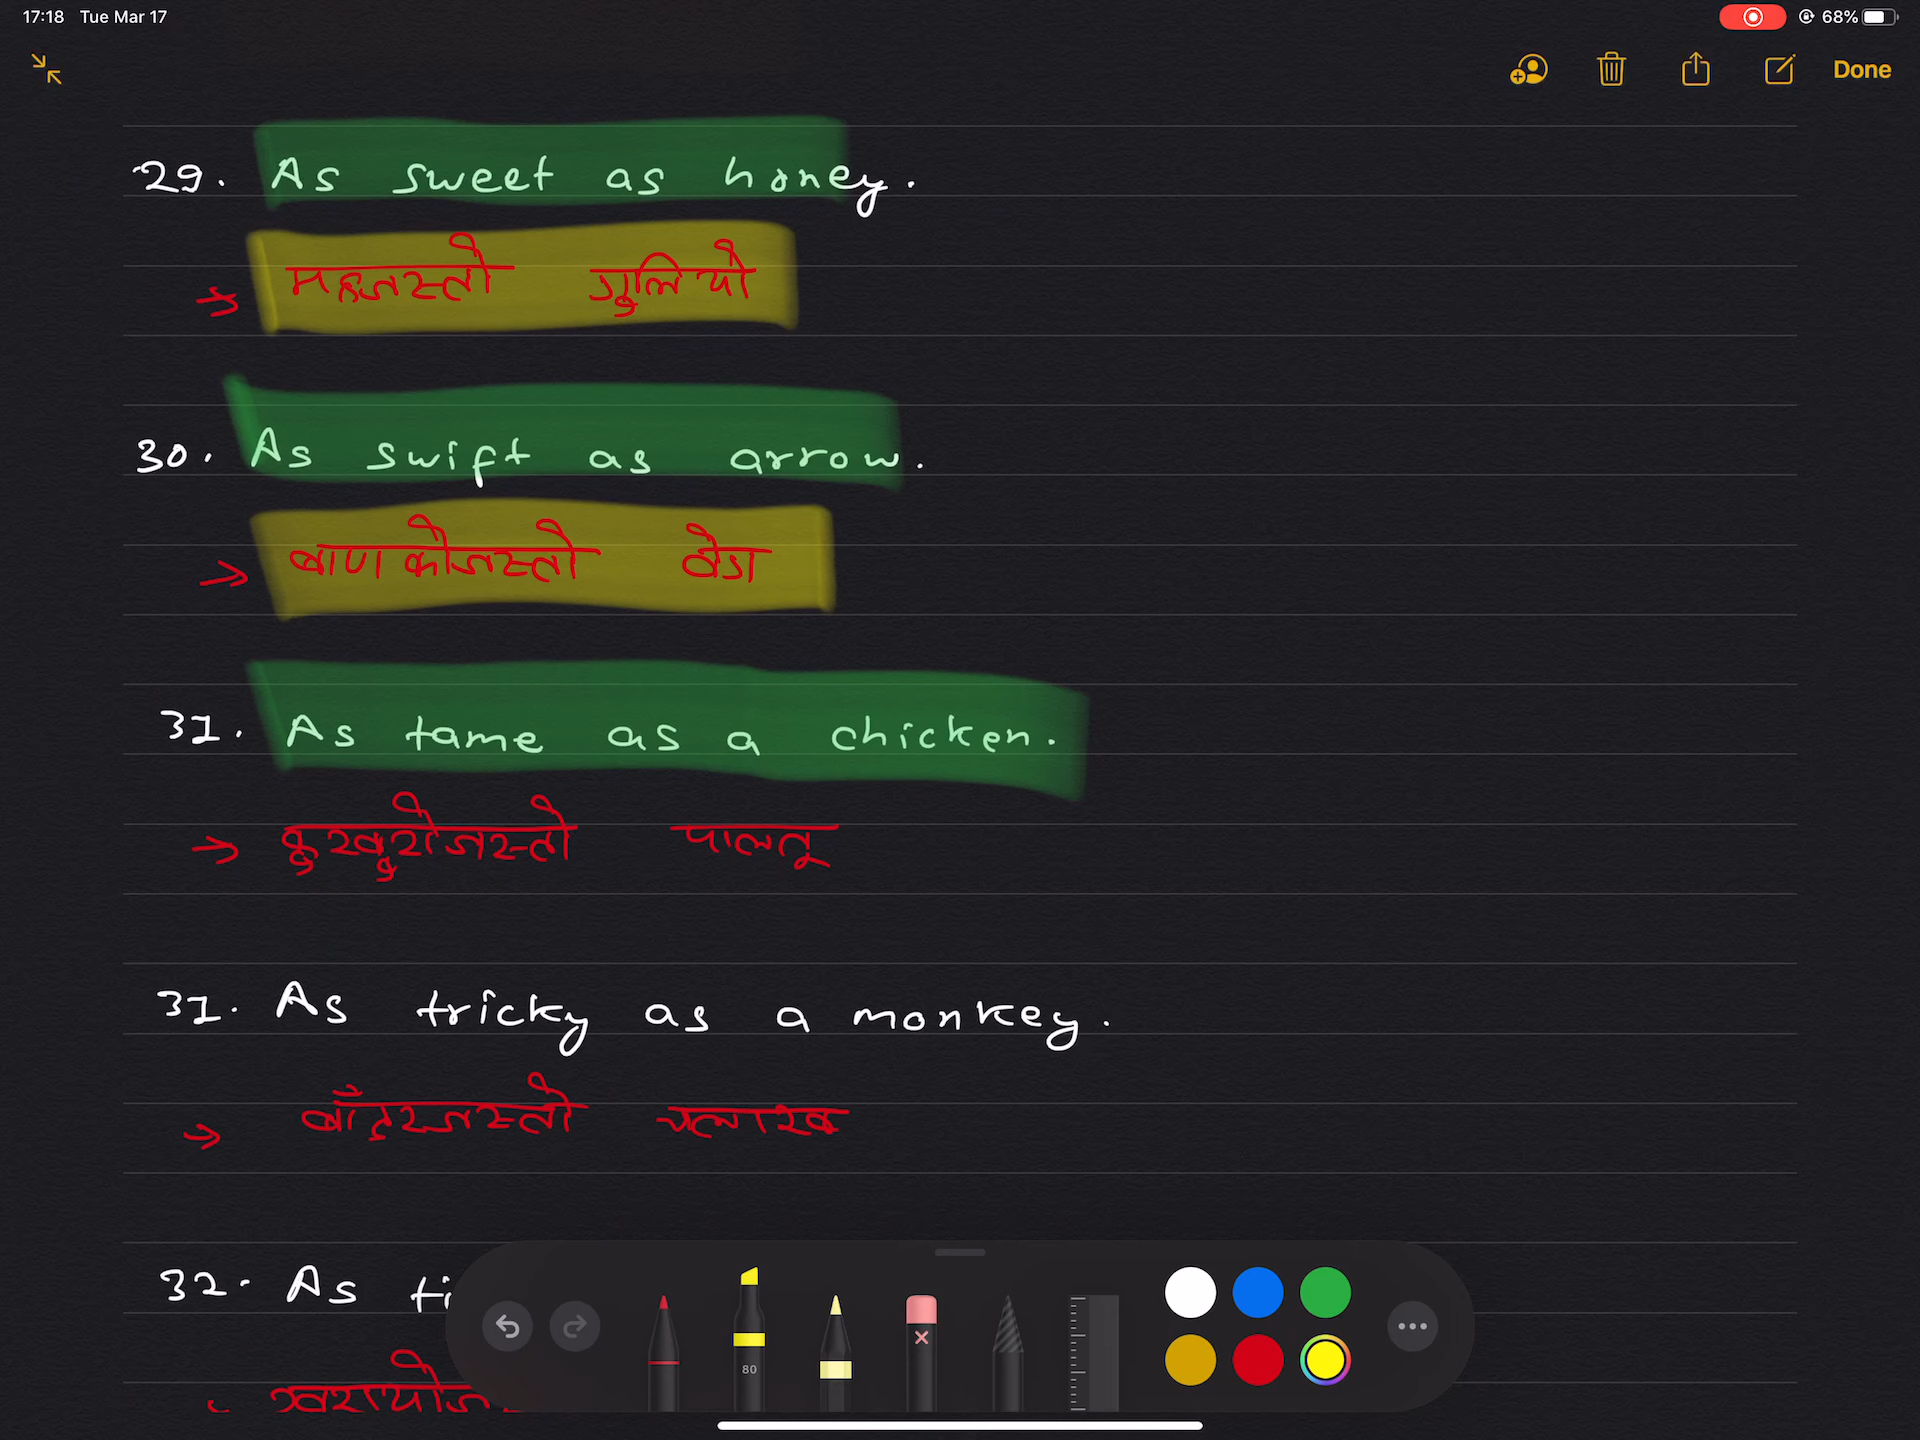 17:18 Tue Mar 17
68%
Done
29. As sweet as honey.
→ महजस्तो गुलियो
30. As swift as arrow.
→ बाणकोजस्तो वेग
31. As tame as a chicken.
→ कुखुरोजस्तो पाल्तू
31. As tricky as a monkey.
→ बाँदरजस्तो चलाख
32. As
80